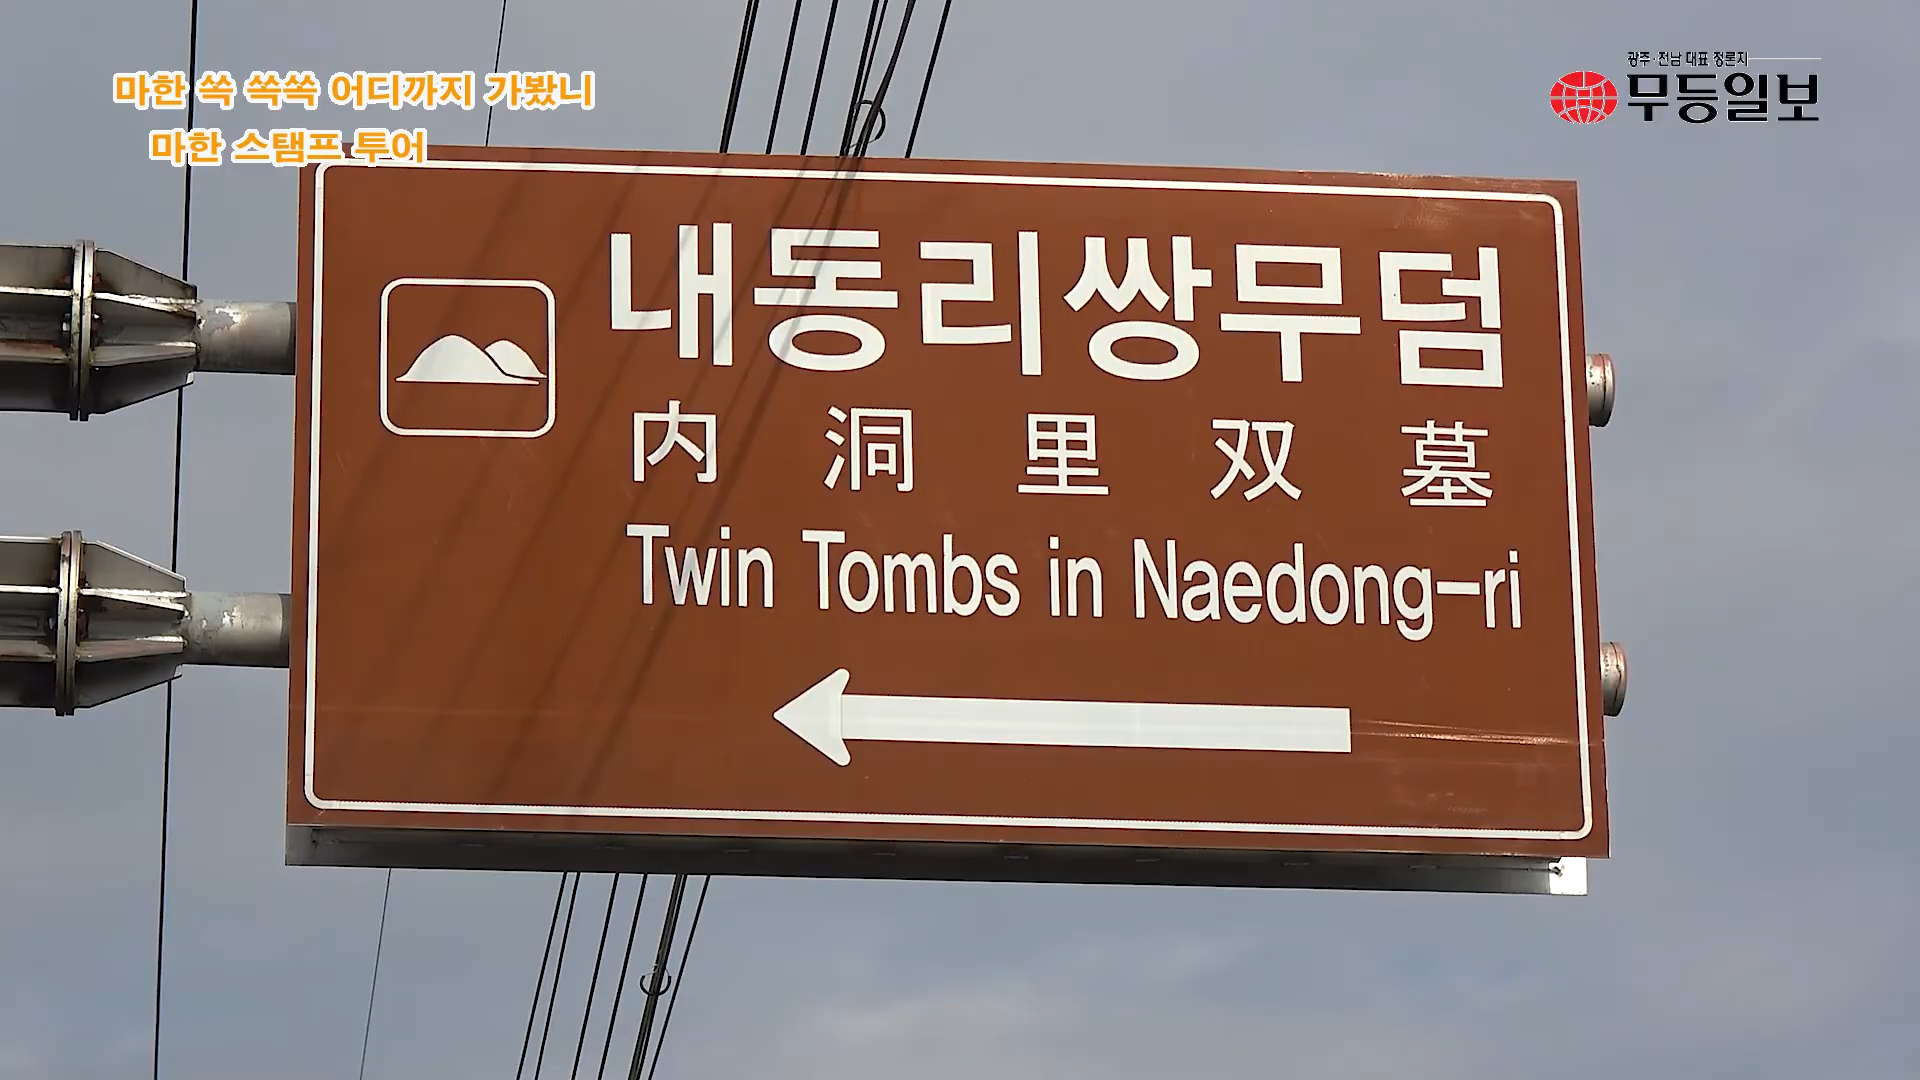 마한 쏙 쏙쏙 어디까지 가봤니
마한 스탬프 투어
광주·전남 대표 정론지
무등일보
내동리쌍무덤
内洞里双墓
Twin Tombs in Naedong-ri